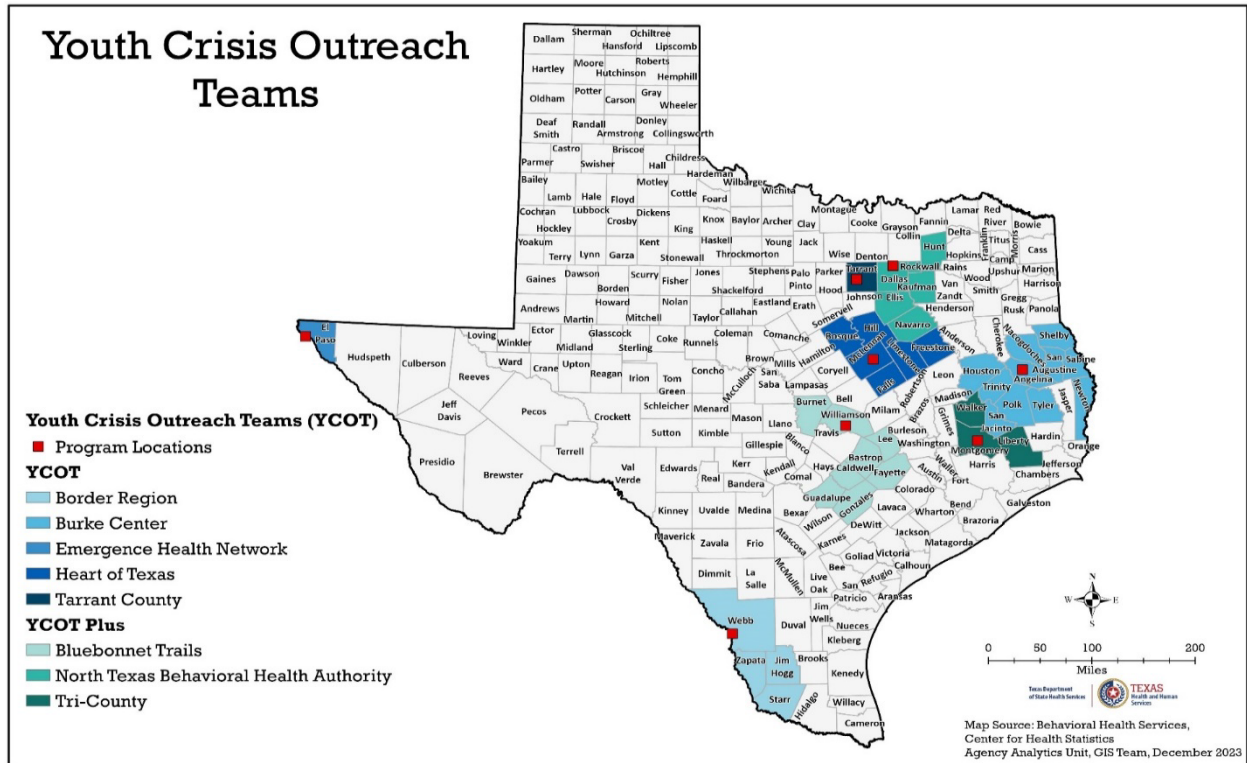 Youth Crisis Outreach
Teams
Dallam
Sherman
Hansford
Ochiltree
Lipscomb
Hartley
Moore
Hutchinson
Roberts
Hemphill
Oldham
Potter
Carson
Gray
Wheeler
Deaf
Smith
Randall
Armstrong
Donley
Collingsworth
Parmer
Castro
Swisher
Briscoe
Hall
Childress
Hardeman
Bailey
Lamb
Hale
Floyd
Motley
Cottle
Foard
Wilbarger
Wichita
Cochran
Hockley
Lubbock
Crosby
Dickens
King
Knox
Baylor
Archer
Clay
Montague
Cooke
Grayson
Fannin
Lamar
Red
River
Bowie
Yoakum
Terry
Lynn
Garza
Kent
Stonewall
Haskell
Throckmorton
Young
Jack
Wise
Denton
Collin
Hunt
Delta
Hopkins
Franklin
Titus
Camp
Morris
Cass
Gaines
Dawson
Borden
Scurry
Fisher
Jones
Shackelford
Stephens
Palo
Pinto
Parker
Hood
Tarrant
Dallas
Rockwall
Kaufman
Rains
Van
Zandt
Wood
Upshur
Marion
Harrison
Andrews
Martin
Howard
Mitchell
Nolan
Taylor
Callahan
Eastland
Erath
Somervell
Johnson
Ellis
Navarro
Henderson
Smith
Gregg
Rusk
Panola
El
Paso
Hudspeth
Culberson
Reeves
Loving
Winkler
Ector
Midland
Glasscock
Sterling
Coke
Runnels
Coleman
Brown
Comanche
Hamilton
Bosque
Hill
McLennan
Limestone
Freestone
Anderson
Cherokee
Nacogdoches
Shelby
San
Augustine
Sabine
Ward
Crane
Upton
Reagan
Irion
Tom
Green
Concho
McCulloch
San
Saba
Mills
Lampasas
Coryell
Bell
Falls
Robertson
Leon
Houston
Angelina
Trinity
Polk
Tyler
Jasper
Newton
Jeff
Davis
Pecos
Crockett
Schleicher
Menard
Mason
Llano
Burnet
Williamson
Milam
Brazos
Madison
Grimes
Walker
San
Jacinto
Liberty
Hardin
Orange
Presidio
Brewster
Terrell
Sutton
Kimble
Gillespie
Blanco
Travis
Lee
Burleson
Washington
Montgomery
Harris
Jefferson
Chambers
Val
Verde
Edwards
Real
Kerr
Bandera
Kendall
Comal
Hays
Bastrop
Caldwell
Fayette
Austin
Waller
Fort
Bend
Galveston
Kinney
Uvalde
Medina
Bexar
Guadalupe
Gonzales
Colorado
Lavaca
Wharton
Brazoria
Maverick
Zavala
Frio
Atascosa
Wilson
Karnes
DeWitt
Jackson
Matagorda
Dimmit
La
Salle
McMullen
Live
Oak
Bee
Goliad
Victoria
Calhoun
Refugio
San
Patricio
Aransas
Webb
Duval
Jim
Wells
Nueces
Kleberg
Zapata
Jim
Hogg
Brooks
Kenedy
Starr
Hidalgo
Willacy
Cameron
Youth Crisis Outreach Teams (YCOT)
Program Locations
YCOT
Border Region
Burke Center
Emergence Health Network
Heart of Texas
Tarrant County
YCOT Plus
Bluebonnet Trails
North Texas Behavioral Health Authority
Tri-County
N
W E
S
0 50 100 200
Miles
Texas Department
of State Health Services
TEXAS
Health and Human
Services
Map Source: Behavioral Health Services,
Center for Health Statistics
Agency Analytics Unit, GIS Team, December 2023